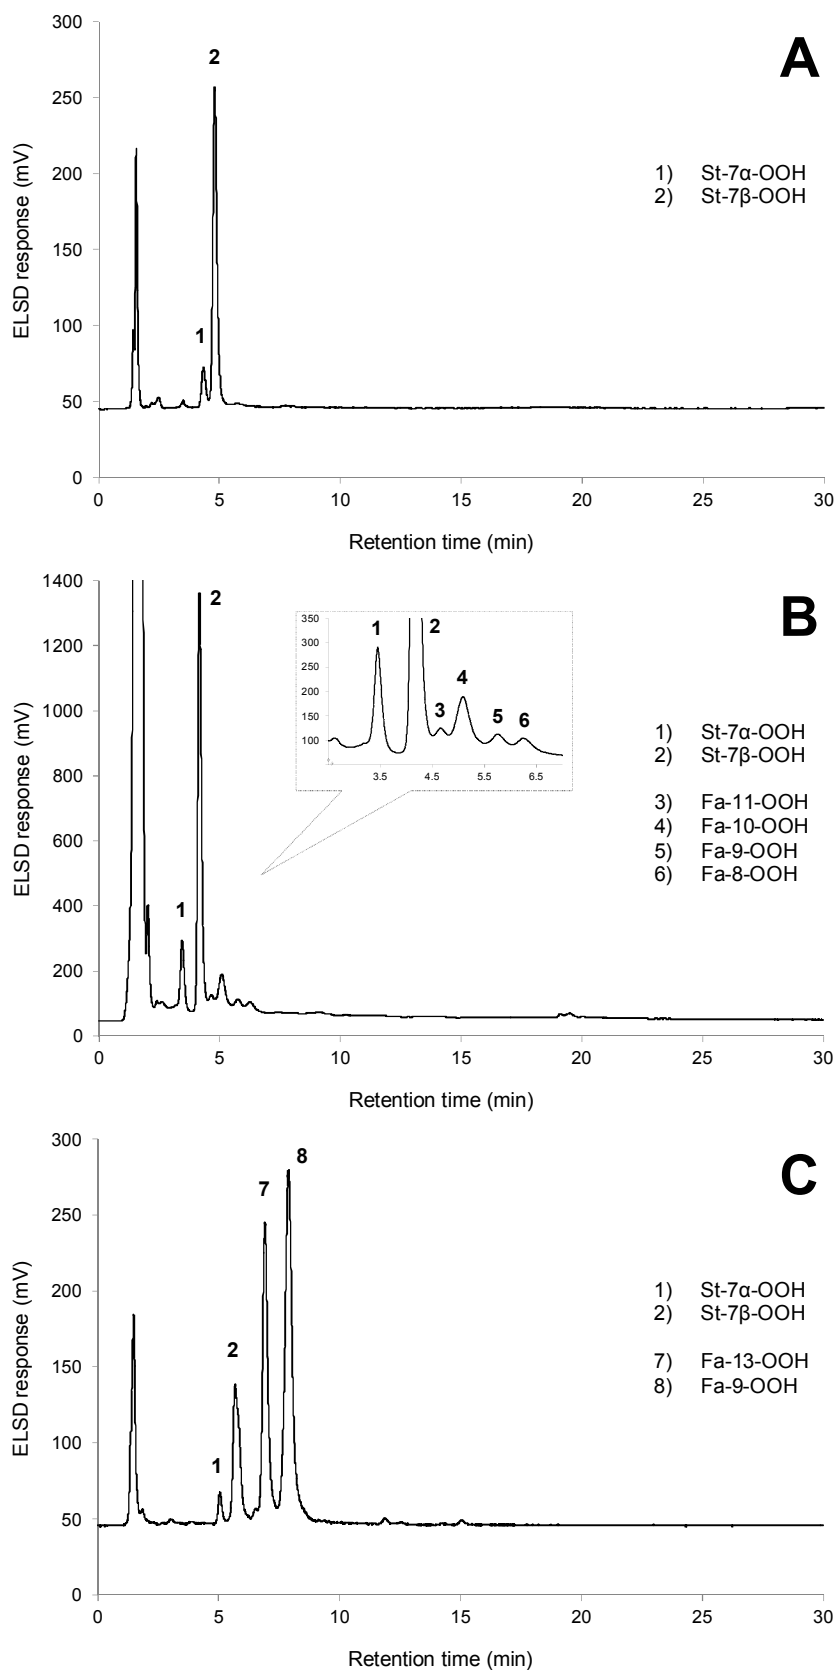 A
300
250
200
150
100
50
0
ELSD response (mV)
1
2
1) St-7α-OOH
2) St-7β-OOH
0 5 10 15 20 25 30
Retention time (min)
B
1400
1200
1000
800
600
400
200
0
ELSD response (mV)
1
2
350
300
250
200
150
100
1
2
3
4
5
6
3.5 4.5 5.5 6.5
1) St-7α-OOH
2) St-7β-OOH
3) Fa-11-OOH
4) Fa-10-OOH
5) Fa-9-OOH
6) Fa-8-OOH
0 5 10 15 20 25 30
Retention time (min)
C
300
250
200
150
100
50
0
ELSD response (mV)
1
2
7
8
1) St-7α-OOH
2) St-7β-OOH
7) Fa-13-OOH
8) Fa-9-OOH
0 5 10 15 20 25 30
Retention time (min)